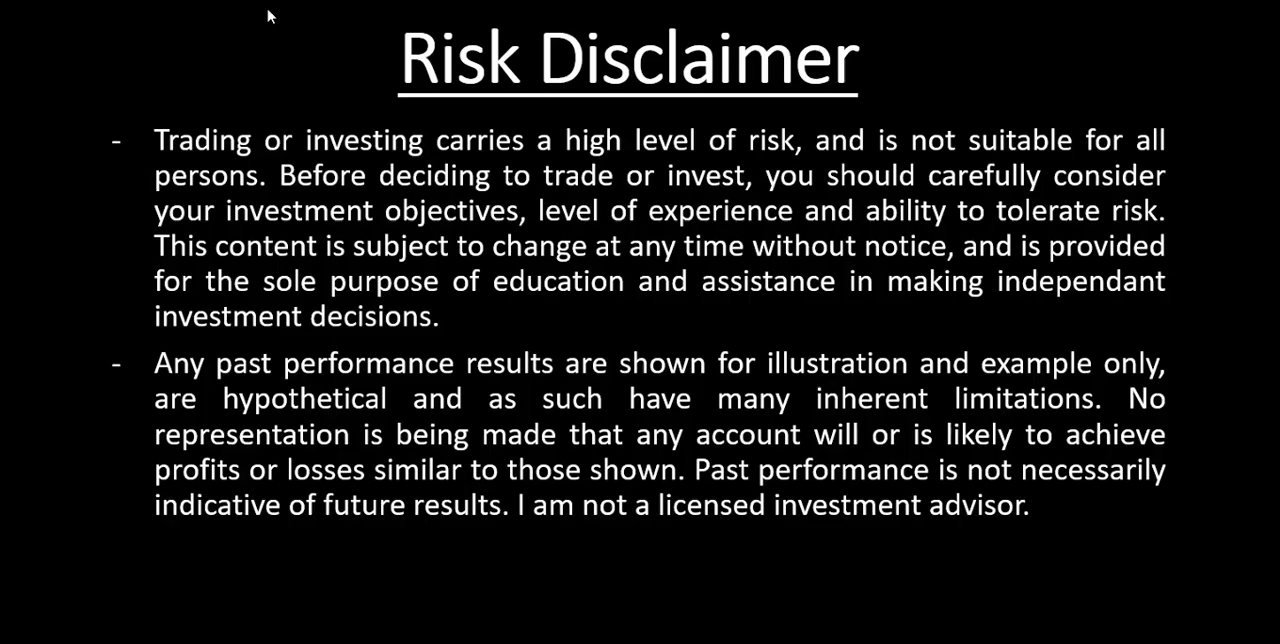 Risk Disclaimer
- Trading or investing carries a high level of risk, and is not suitable for all
persons. Before deciding to trade or invest, you should carefully consider
your investment objectives, level of experience and ability to tolerate risk.
This content is subject to change at any time without notice, and is provided
for the sole purpose of education and assistance in making independant
investment decisions.
- Any past performance results are shown for illustration and example only,
are hypothetical and as such have many inherent limitations. No
representation is being made that any account will or is likely to achieve
profits or losses similar to those shown. Past performance is not necessarily
indicative of future results. I am not a licensed investment advisor.